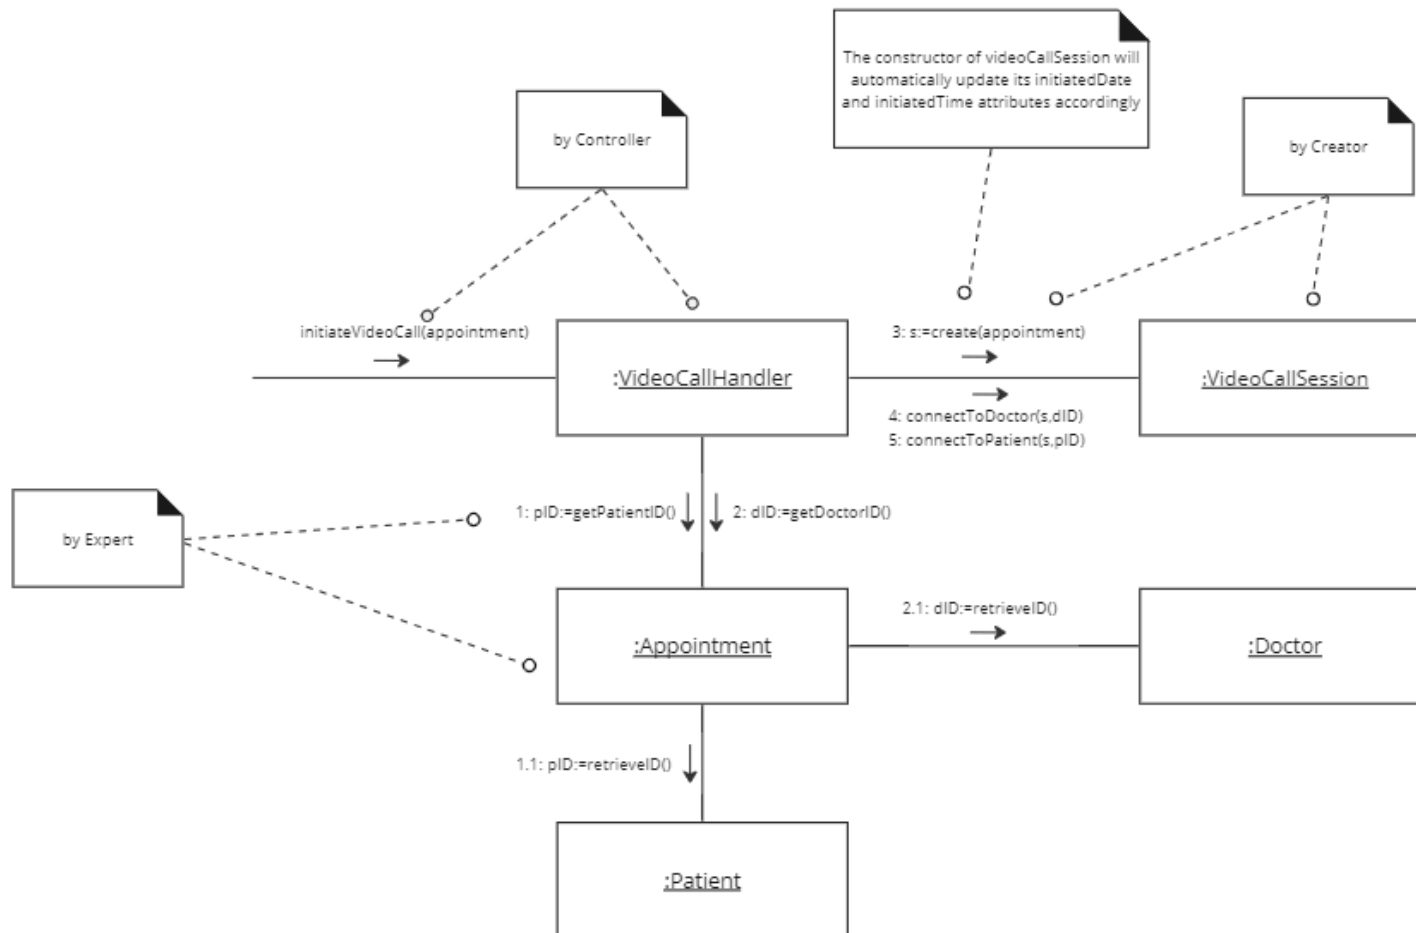 The constructor of videoCallSession will
automatically update its initiatedDate
and initiatedTime attributes accordingly
by Controller
by Creator
initiateVideoCall(appointment)
3: s:=create(appointment)
:VideoCallHandler
:VideoCallSession
4: connectToDoctor(s,dID)
5: connectToPatient(s,pID)
1: pID:=getPatientID()
2: dID:=getDoctorID()
by Expert
2.1: dID:=retrieveID()
:Appointment
:Doctor
1.1: pID:=retrieveID()
:Patient